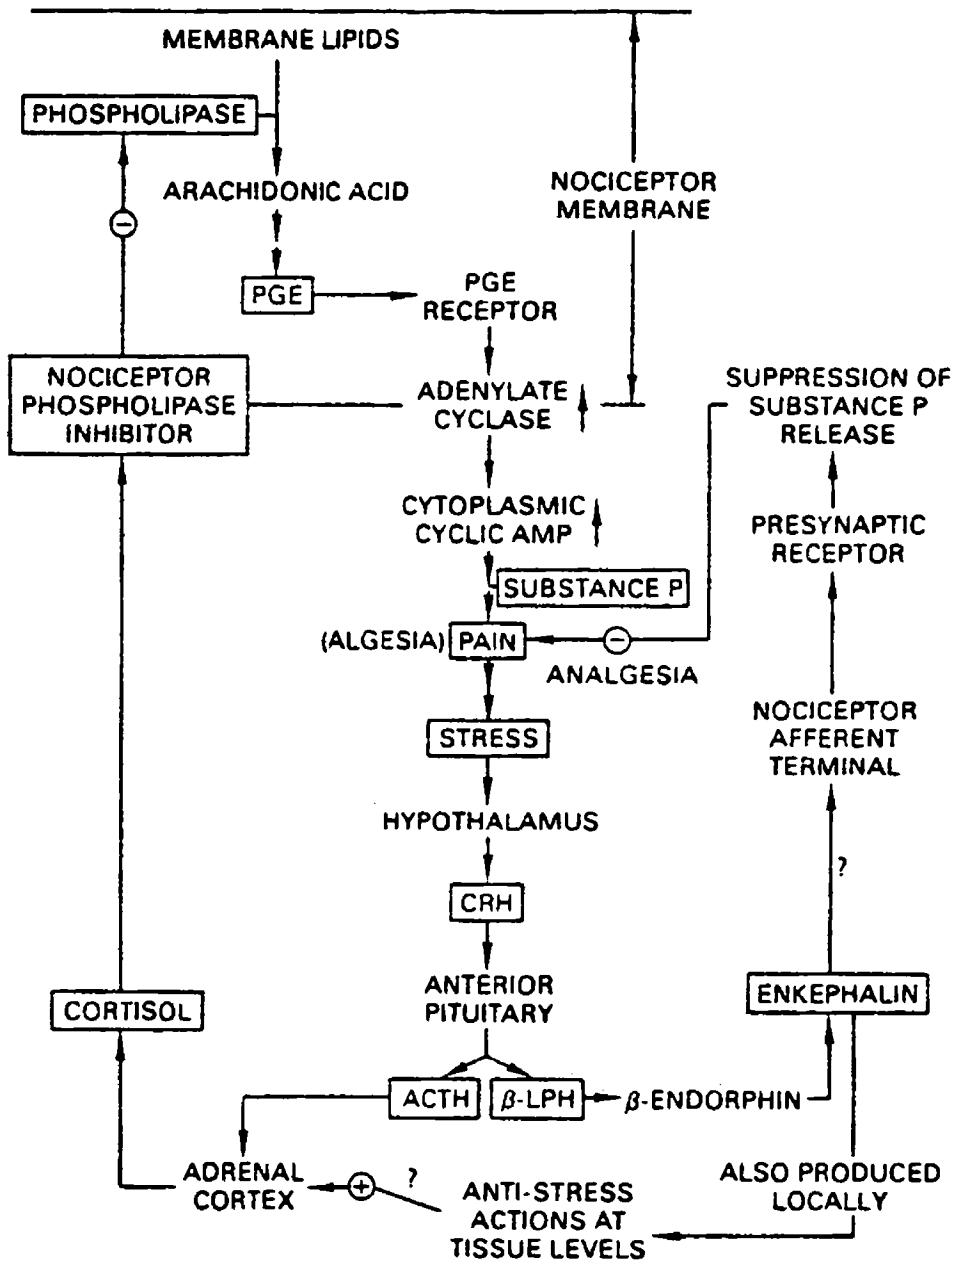 MEMBRANE LIPIDS
PHOSPHOLIPASE
ARACHIDONIC ACID
NOCICEPTOR
MEMBRANE
−
PGE
PGE
RECEPTOR
NOCICEPTOR
PHOSPHOLIPASE
INHIBITOR
ADENYLATE
CYCLASE
SUPPRESSION OF
SUBSTANCE P
RELEASE
CYTOPLASMIC
CYCLIC AMP
PRESYNAPTIC
RECEPTOR
SUBSTANCE P
(ALGESIA) PAIN
−
ANALGESIA
NOCICEPTOR
AFFERENT
TERMINAL
STRESS
HYPOTHALAMUS
?
CRH
ANTERIOR
PITUITARY
CORTISOL
ENKEPHALIN
ACTH
β-LPH
β-ENDORPHIN
ADRENAL
CORTEX
+
?
ANTI-STRESS
ACTIONS AT
TISSUE LEVELS
ALSO PRODUCED
LOCALLY